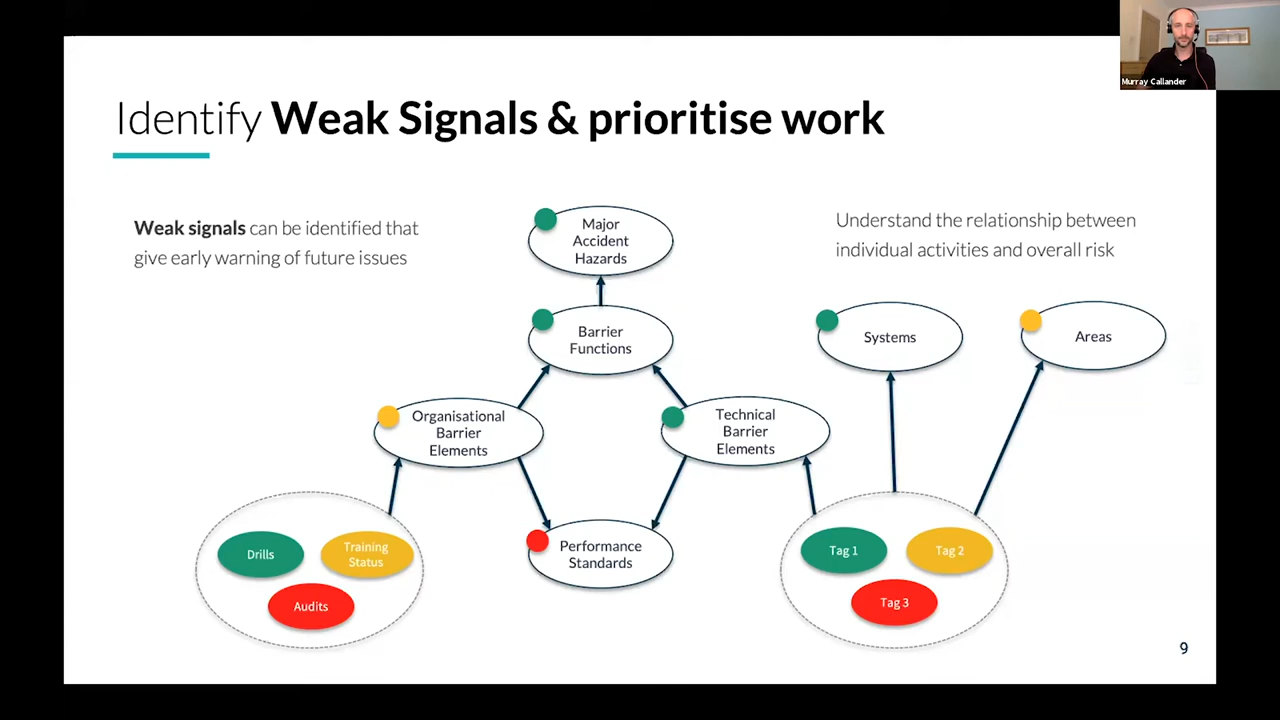 Murray Callander
Identify Weak Signals & prioritise work
Weak signals can be identified that
give early warning of future issues
Understand the relationship between
individual activities and overall risk
Major
Accident
Hazards
Barrier
Functions
Systems
Areas
Organisational
Barrier
Elements
Technical
Barrier
Elements
Drills
Training
Status
Audits
Performance
Standards
Tag 1
Tag 2
Tag 3
9